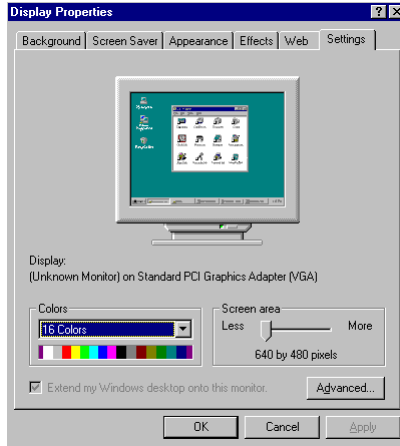 Display Properties
Background Screen Saver Appearance Effects Web Settings
Display:
(Unknown Monitor) on Standard PCI Graphics Adapter (VGA)
Colors
16 Colors
Screen area
Less More
640 by 480 pixels
Extend my Windows desktop onto this monitor.
Advanced...
OK Cancel Apply